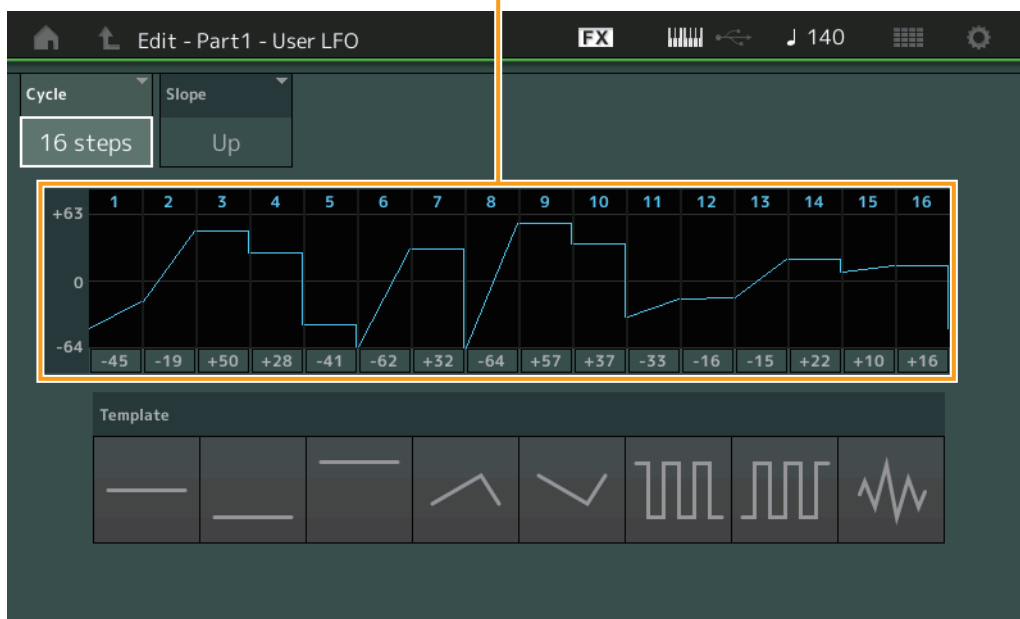 Edit - Part1 - User LFO FX ♩ 140
Cycle Slope
16 steps Up
1 2 3 4 5 6 7 8 9 10 11 12 13 14 15 16
+63
0
-64
-45 -19 +50 +28 -41 -62 +32 -64 +57 +37 -33 -16 -15 +22 +10 +16
Template